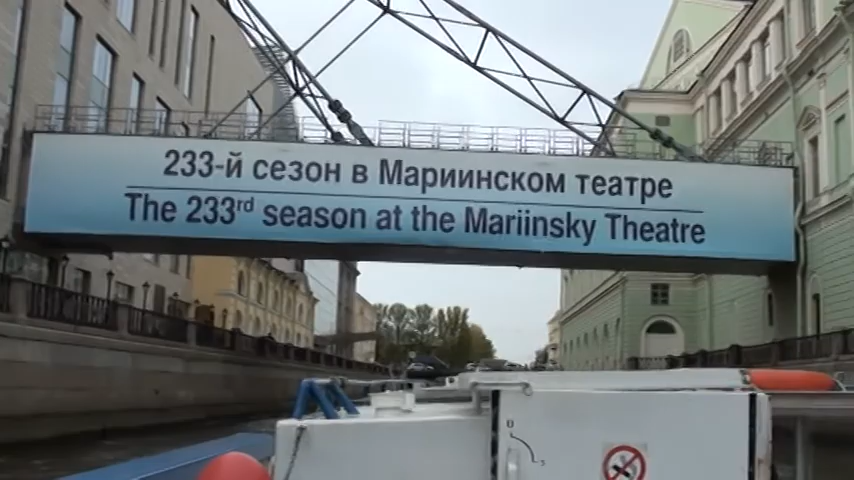 233-й сезон в Мариинском театре
The 233rd season at the Mariinsky Theatre